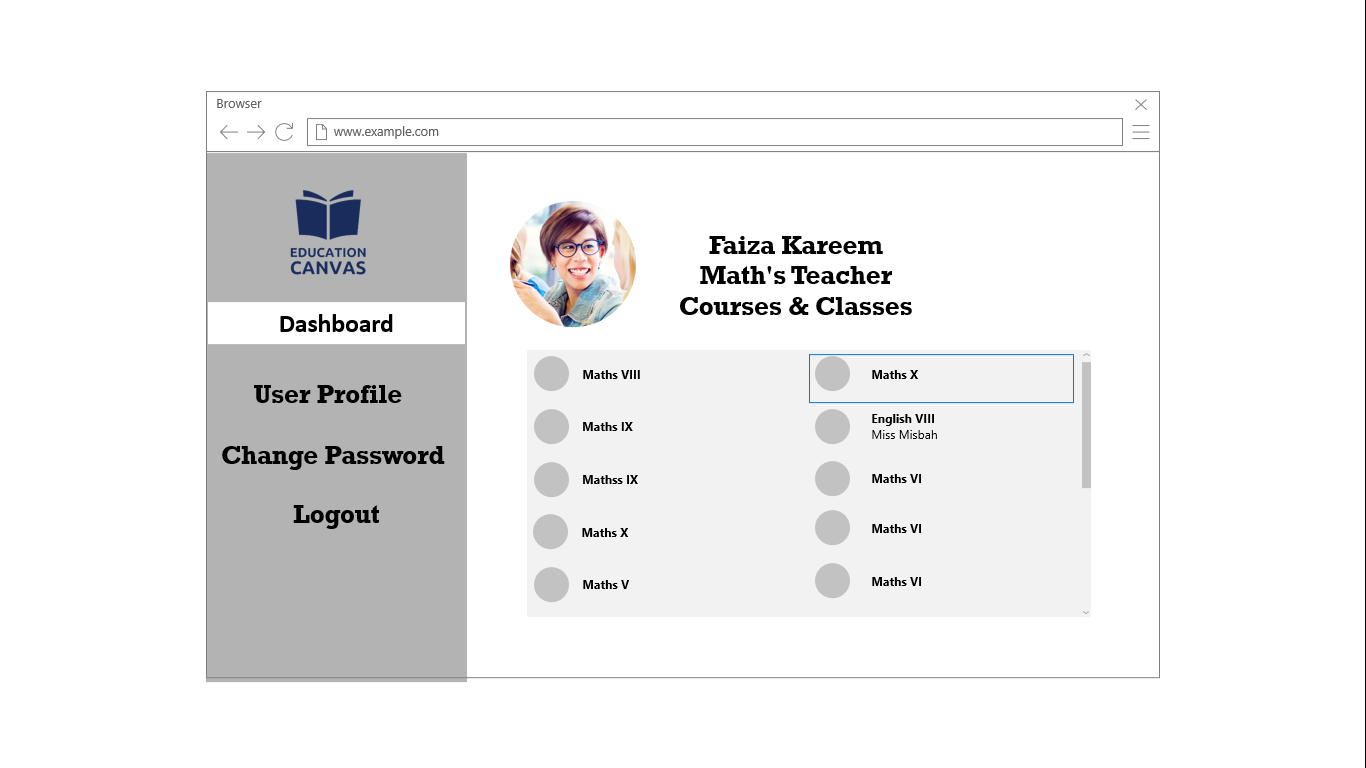 Browser
www.example.com
EDUCATION
CANVAS
Dashboard
User Profile
Change Password
Logout
Faiza Kareem
Math's Teacher
Courses & Classes
Maths VIII
Maths IX
Mathss IX
Maths X
Maths V
Maths X
English VIII
Miss Misbah
Maths VI
Maths VI
Maths VI